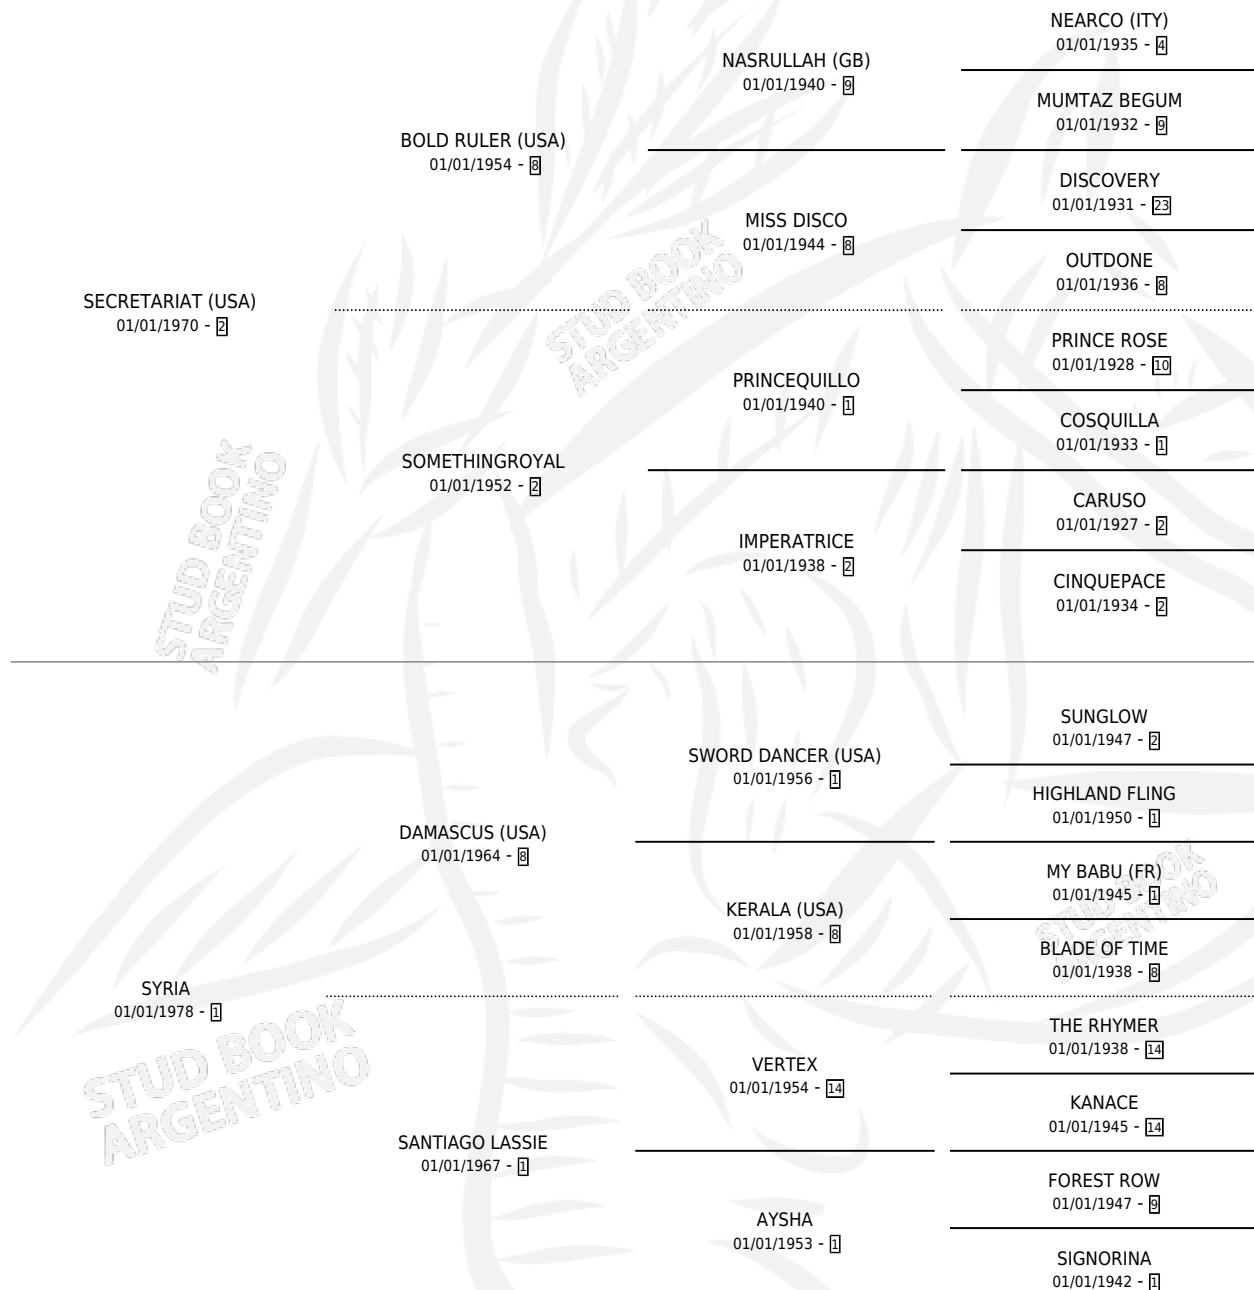 NEARCO (ITY)
01/01/1935 - 4
NASRULLAH (GB)
01/01/1940 - 9
MUMTAZ BEGUM
01/01/1932 - 9
BOLD RULER (USA)
01/01/1954 - 8
DISCOVERY
01/01/1931 - 23
MISS DISCO
01/01/1944 - 8
OUTDONE
01/01/1936 - 8
SECRETARIAT (USA)
01/01/1970 - 2
STUD BOOK
ARGENTINO
PRINCE ROSE
01/01/1928 - 10
PRINCEQUILLO
01/01/1940 - 1
COSQUILLA
01/01/1933 - 1
SOMETHINGROYAL
01/01/1952 - 2
CARUSO
01/01/1927 - 2
IMPERATRICE
01/01/1938 - 2
CINQUEPACE
01/01/1934 - 2
STUD BOOK
ARGENTINO
SUNGLOW
01/01/1947 - 2
SWORD DANCER (USA)
01/01/1956 - 1
HIGHLAND FLING
01/01/1950 - 1
DAMASCUS (USA)
01/01/1964 - 8
MY BABU (FR)
01/01/1945 - 1
KERALA (USA)
01/01/1958 - 8
STUD BOOK
ARGENTINO
BLADE OF TIME
01/01/1938 - 8
SYRIA
01/01/1978 - 1
THE RHYMER
01/01/1938 - 14
VERTEX
01/01/1954 - 14
STUD BOOK
ARGENTINO
KANACE
01/01/1945 - 14
SANTIAGO LASSIE
01/01/1967 - 1
FOREST ROW
01/01/1947 - 9
AYSHA
01/01/1953 - 1
SIGNORINA
01/01/1942 - 1